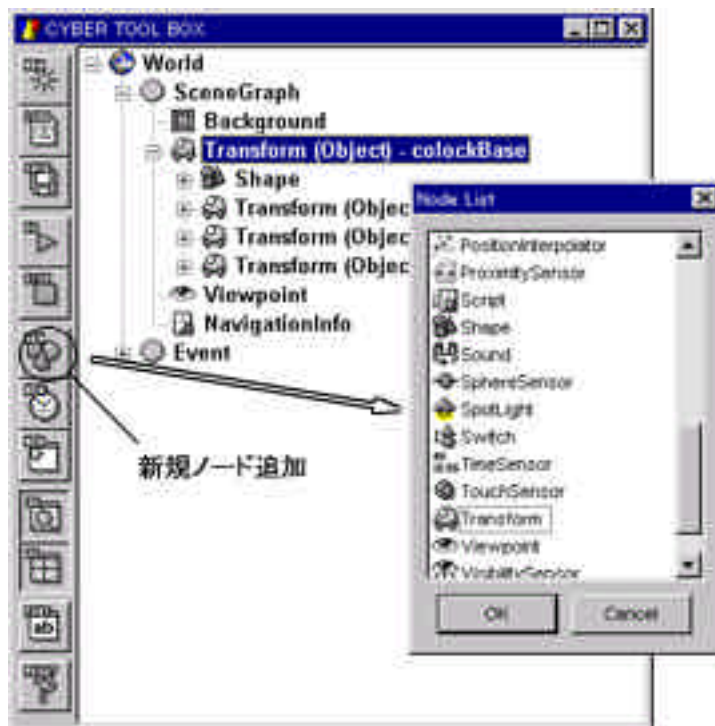 CYBER TOOL BOX
World
SceneGraph
Background
Transform (Object) - colockBase
Shape
Transform (Objec
Transform (Objec
Transform (Objec
Viewpoint
NavigationInfo
Event
新規ノード追加
Node List
PositionInterpolator
ProximitySensor
Script
Shape
Sound
SphereSensor
SpotLight
Switch
TimeSensor
TouchSensor
Transform
Viewpoint
VisibilitySensor
OK
Cancel
ab